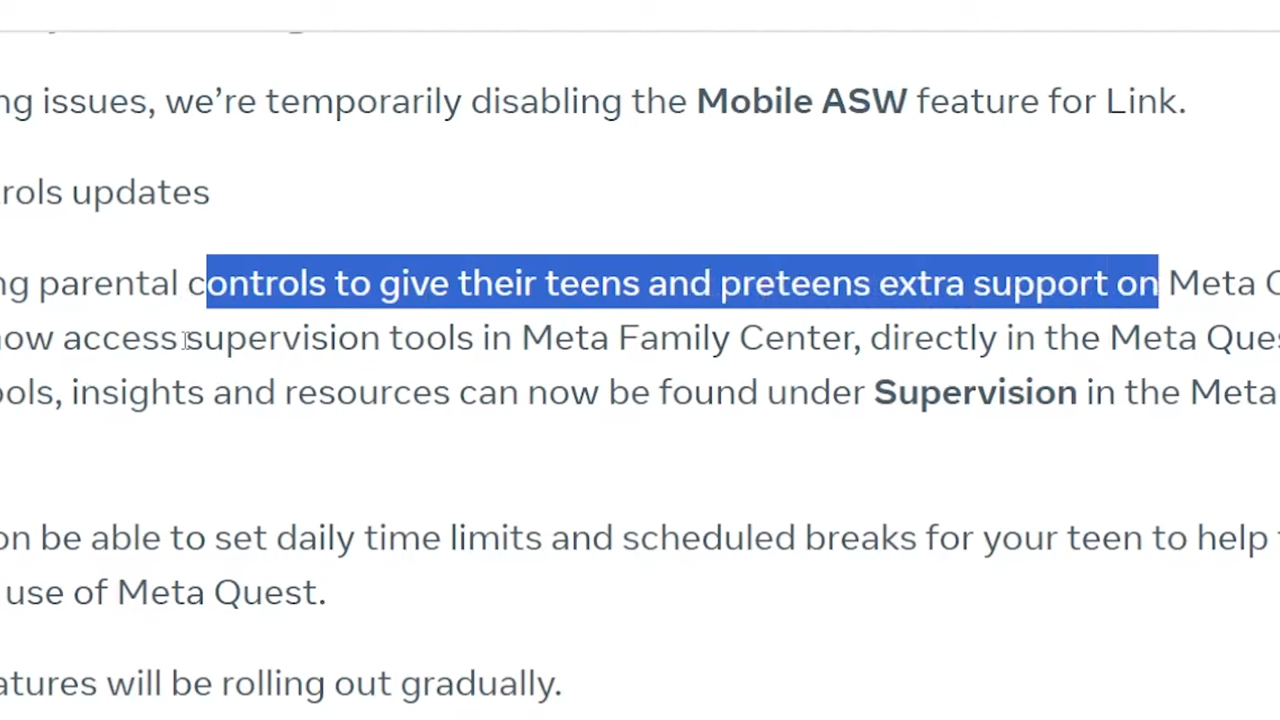 ng issues, we're temporarily disabling the Mobile ASW feature for Link.
rols updates
ng parental controls to give their teens and preteens extra support on Meta
now access supervision tools in Meta Family Center, directly in the Meta Ques
ools, insights and resources can now be found under Supervision in the Meta
on be able to set daily time limits and scheduled breaks for your teen to help
use of Meta Quest.
atures will be rolling out gradually.